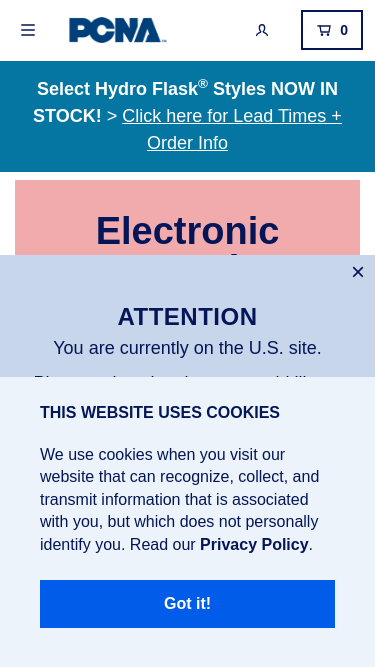 PCNA
0
Select Hydro Flask® Styles NOW IN
STOCK! > Click here for Lead Times +
Order Info
Electronic
ATTENTION
You are currently on the U.S. site.
THIS WEBSITE USES COOKIES
We use cookies when you visit our
website that can recognize, collect, and
transmit information that is associated
with you, but which does not personally
identify you. Read our Privacy Policy.
Got it!